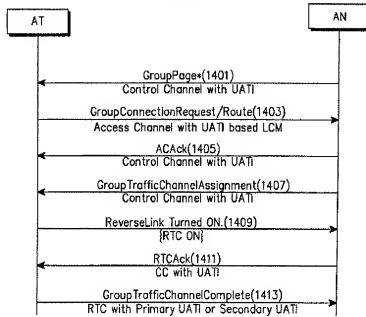 AT
AN
GroupPage*(1401)
Control Channel with UATI
GroupConnectionRequest/Route(1403)
Access Channel with UATI based LCM
ACAck(1405)
Control Channel with UATI
GroupTrafficChannelAssignment(1407)
Control Channel with UATI
ReverseLink Turned ON.(1409)
{RTC ON}
RTCAck(1411)
CC with UATI
GroupTrafficChannelComplete(1413)
RTC with Primary UATI or Secondary UATI